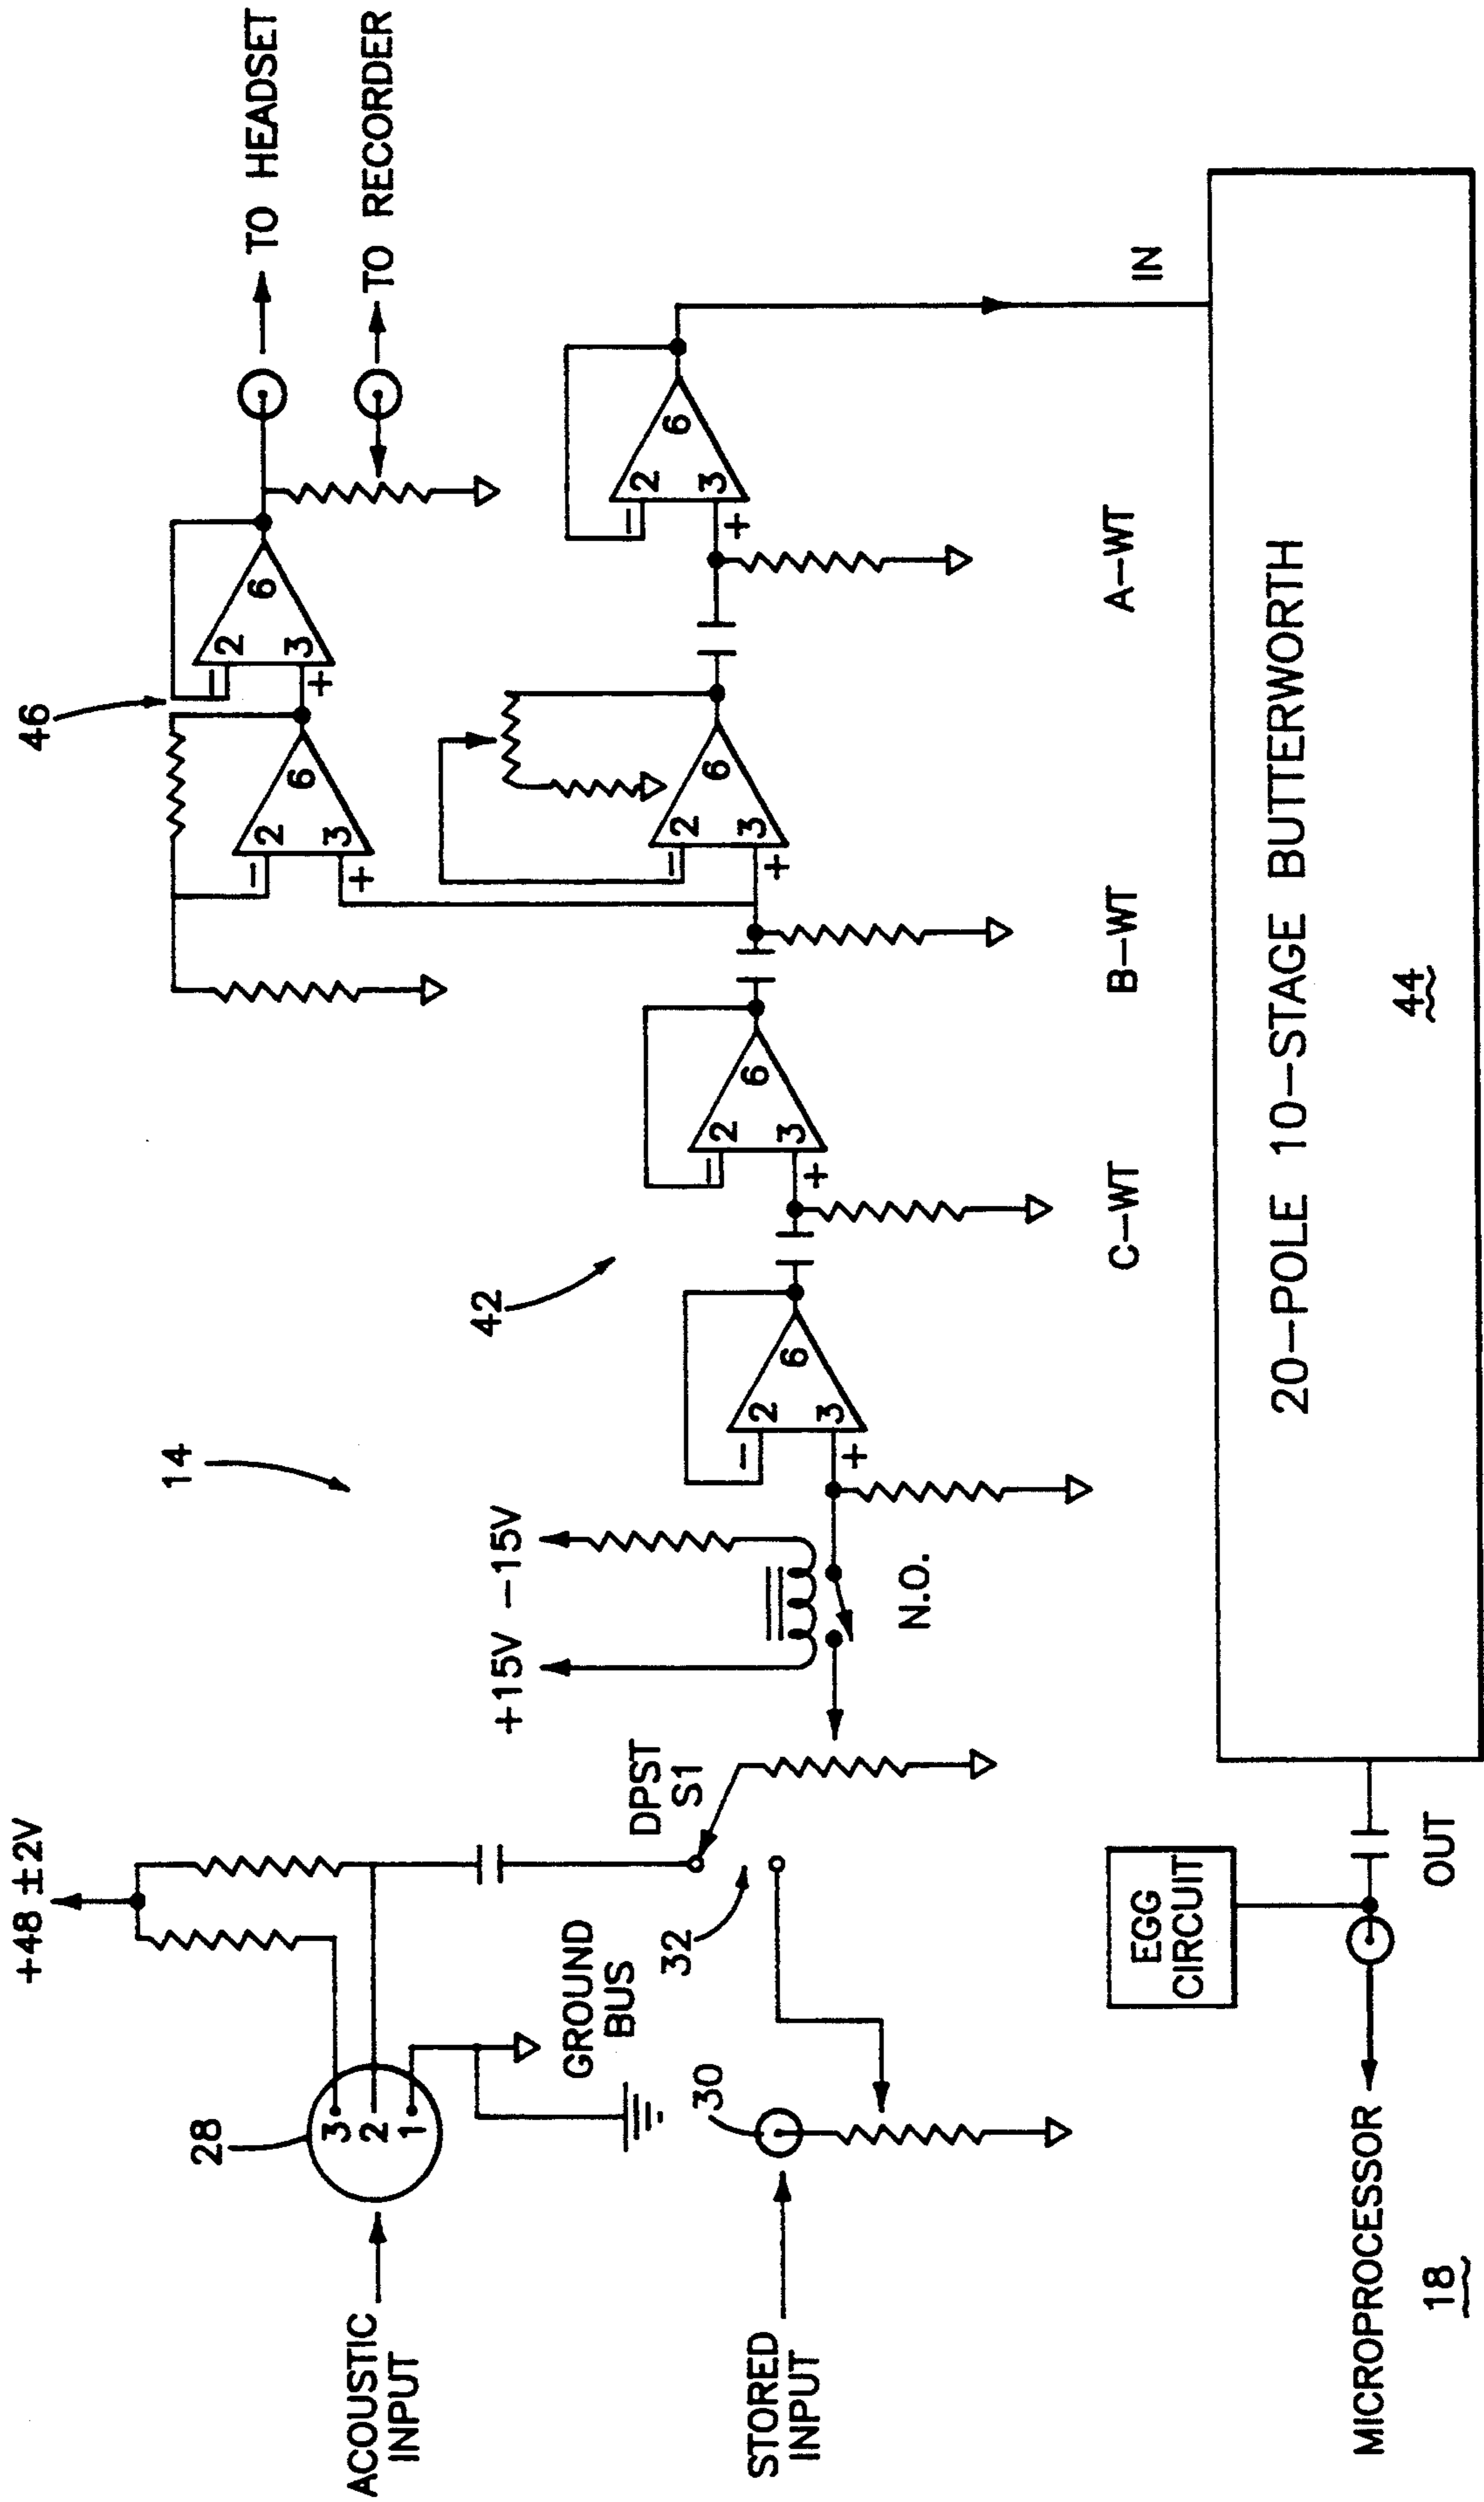 +48 ±2V
28
3
2
1
ACOUSTIC
INPUT
GROUND
BUS
DPST
S1
32
30
STORED
INPUT
+15V –15V
14
N.O.
42
46
2
3
6
–
+
2
3
6
–
+
TO HEADSET
TO RECORDER
2
3
6
–
+
2
3
6
–
+
2
3
6
–
+
2
3
6
–
+
C–WT
B–WT
A–WT
IN
20–POLE 10–STAGE BUTTERWORTH
44
EGG
CIRCUIT
OUT
MICROPROCESSOR
18